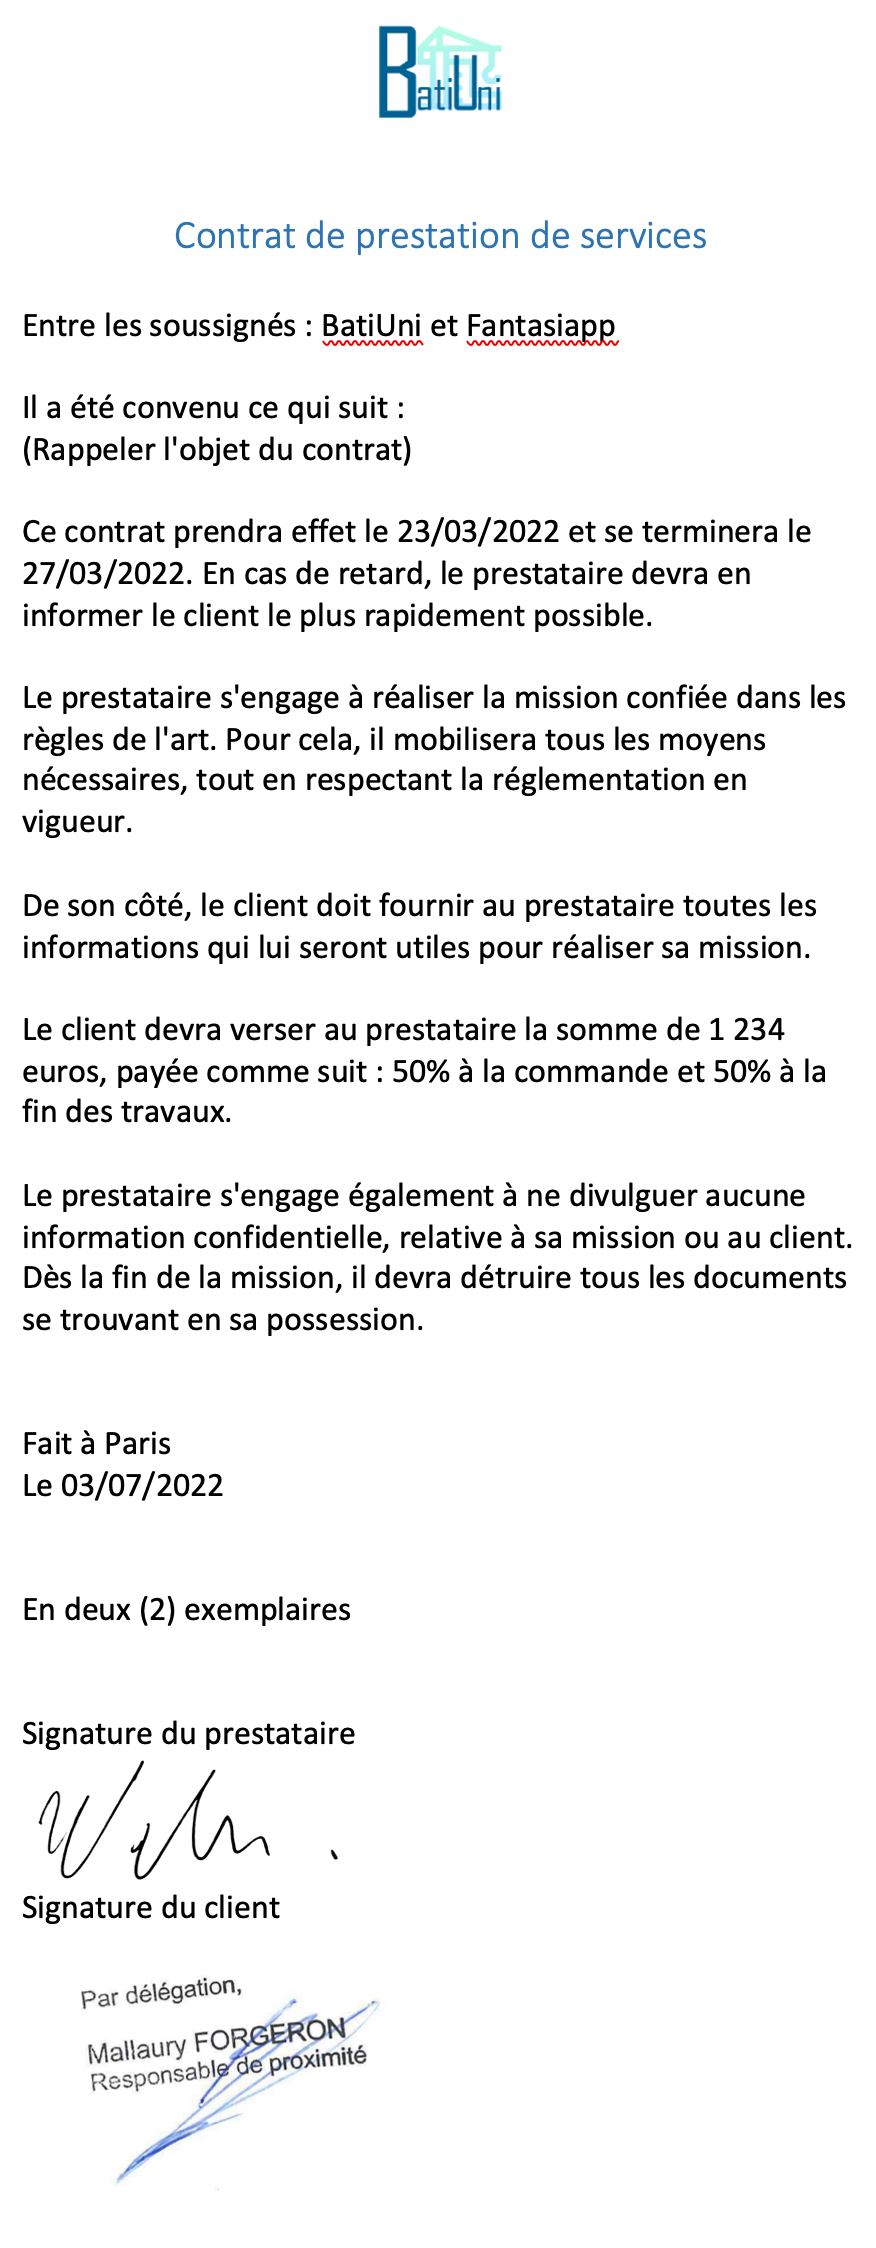 BatiUni
Contrat de prestation de services
Entre les soussignés : BatiUni et Fantasiapp
Il a été convenu ce qui suit :
(Rappeler l'objet du contrat)
Ce contrat prendra effet le 23/03/2022 et se terminera le
27/03/2022. En cas de retard, le prestataire devra en
informer le client le plus rapidement possible.
Le prestataire s'engage à réaliser la mission confiée dans les
règles de l'art. Pour cela, il mobilisera tous les moyens
nécessaires, tout en respectant la réglementation en
vigueur.
De son côté, le client doit fournir au prestataire toutes les
informations qui lui seront utiles pour réaliser sa mission.
Le client devra verser au prestataire la somme de 1 234
euros, payée comme suit : 50% à la commande et 50% à la
fin des travaux.
Le prestataire s'engage également à ne divulguer aucune
information confidentielle, relative à sa mission ou au client.
Dès la fin de la mission, il devra détruire tous les documents
se trouvant en sa possession.
Fait à Paris
Le 03/07/2022
En deux (2) exemplaires
Signature du prestataire
Signature du client
Par délégation,
Mallaury FORGERON
Responsable de proximité